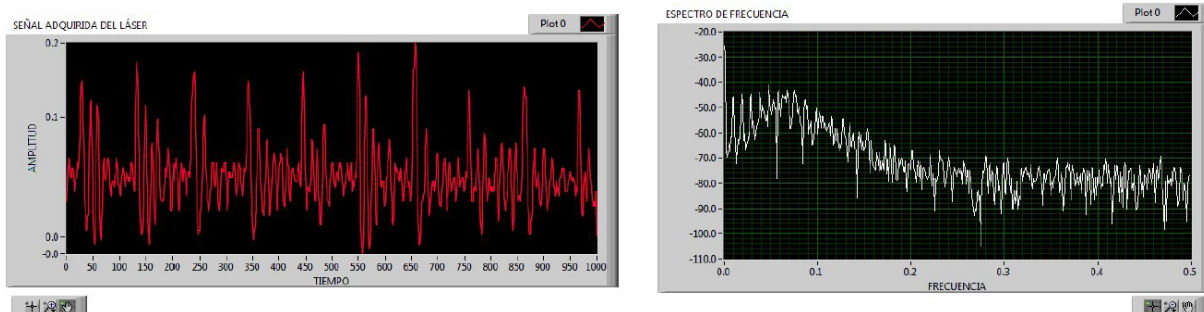 SEÑAL ADQUIRIDA DEL LÁSER
Plot 0
0.2
0.1
0.0
-0.0
AMPLITUD
0 50 100 150 200 250 300 350 400 450 500 550 600 650 700 750 800 850 900 950 1000
TIEMPO
ESPECTRO DE FRECUENCIA
Plot 0
-20.0
-30.0
-40.0
-50.0
-60.0
-70.0
-80.0
-90.0
-100.0
-110.0
0.0 0.1 0.2 0.3 0.4 0.5
FRECUENCIA